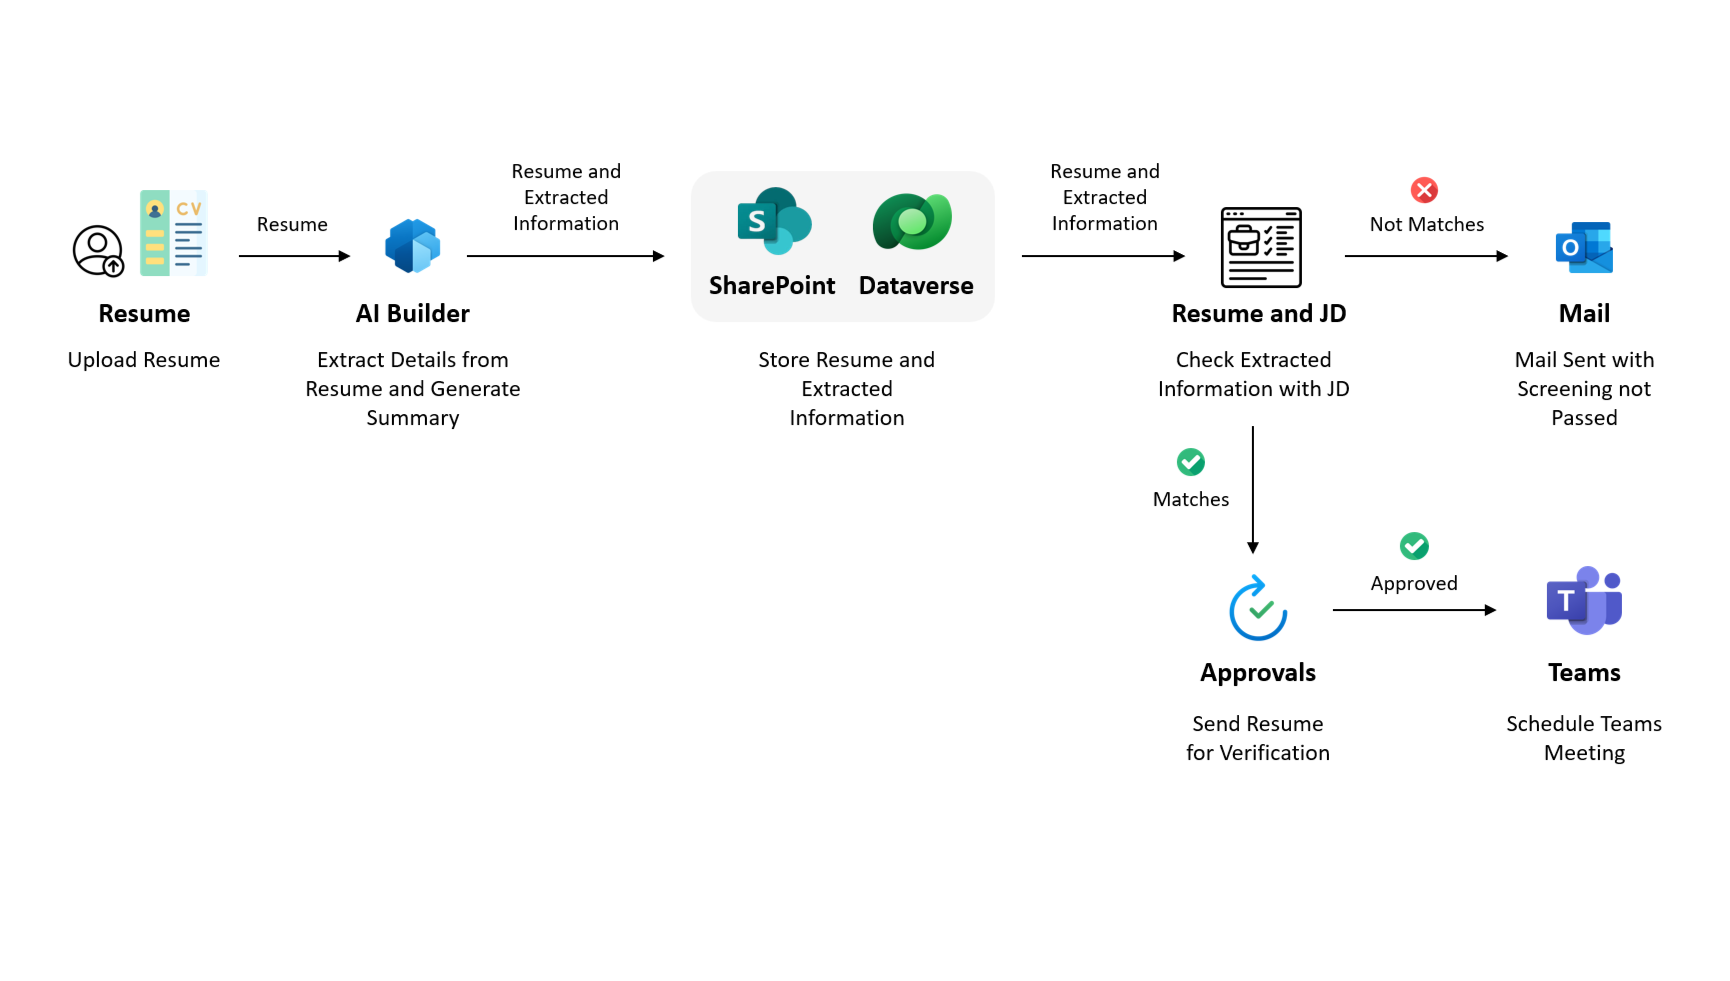 CV
Resume
Upload Resume
Resume
AI Builder
Extract Details from
Resume and Generate
Summary
Resume and
Extracted
Information
S
SharePoint
Dataverse
Store Resume and
Extracted
Information
Resume and
Extracted
Information
Resume and JD
Check Extracted
Information with JD
Not Matches
O
Mail
Mail Sent with
Screening not
Passed
Matches
Approvals
Send Resume
for Verification
Approved
T
Teams
Schedule Teams
Meeting